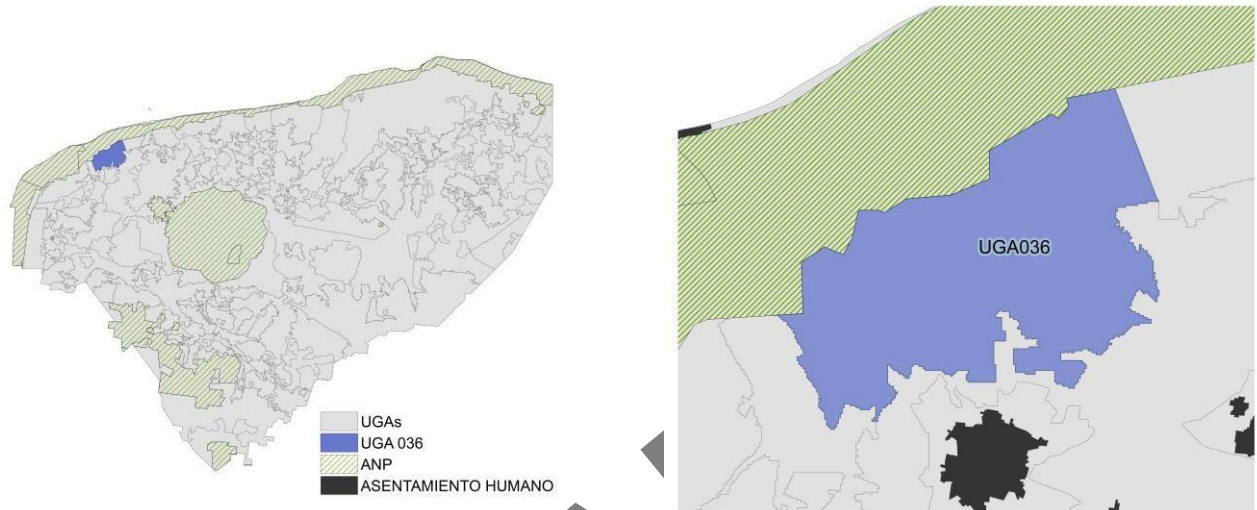 UGAs
UGA 036
ANP
ASENTAMIENTO HUMANO
UGA036